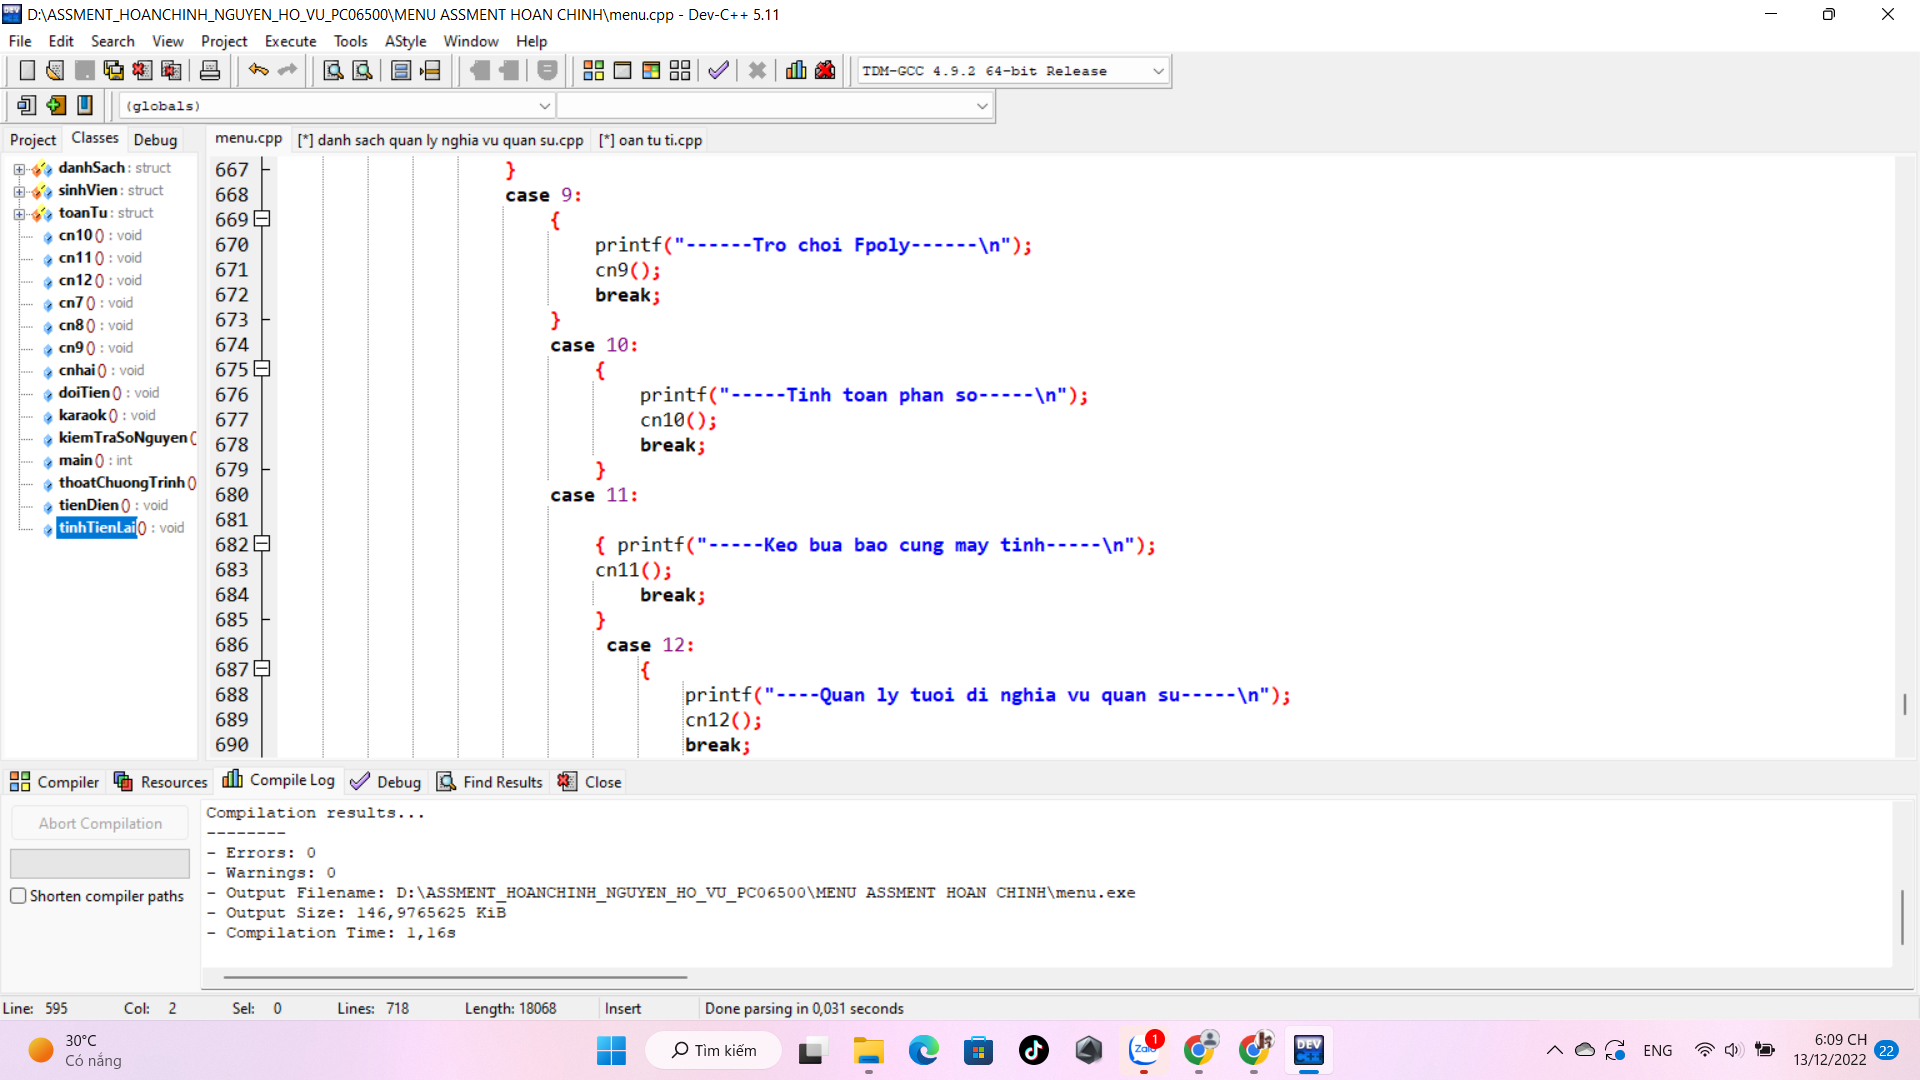 D:\ASSMENT_HOANCHINH_NGUYEN_HO_VU_PC06500\MENU ASSMENT HOAN CHINH\menu.cpp - Dev-C++ 5.11
File Edit Search View Project Execute Tools AStyle Window Help
TDM-GCC 4.9.2 64-bit Release
(globals)
Project Classes Debug
menu.cpp [*] danh sach quan ly nghia vu quan su.cpp [*] oan tu ti.cpp
danhSach : struct
sinhVien : struct
toanTu : struct
cn10 () : void
cn11 () : void
cn12 () : void
cn7 () : void
cn8 () : void
cn9 () : void
cnhai () : void
doiTien () : void
karaok () : void
kiemTraSoNguyen (
main () : int
thoatChuongTrinh ()
tienDien () : void
tinhTienLai () : void
667 }
668 case 9:
669 {
670 printf("------Tro choi Fpoly------\n");
671 cn9();
672 break;
673 }
674 case 10:
675 {
676 printf("-----Tinh toan phan so-----\n");
677 cn10();
678 break;
679 }
680 case 11:
681
682 { printf("-----Keo bua bao cung may tinh-----\n");
683 cn11();
684 break;
685 }
686 case 12:
687 {
688 printf("----Quan ly tuoi di nghia vu quan su-----\n");
689 cn12();
690 break;
Compiler Resources Compile Log Debug Find Results Close
Abort Compilation
Shorten compiler paths
Compilation results...
--------
- Errors: 0
- Warnings: 0
- Output Filename: D:\ASSMENT_HOANCHINH_NGUYEN_HO_VU_PC06500\MENU ASSMENT HOAN CHINH\menu.exe
- Output Size: 146,9765625 KiB
- Compilation Time: 1,16s
Line: 595 Col: 2 Sel: 0 Lines: 718 Length: 18068 Insert Done parsing in 0,031 seconds
30°C
Có nắng
Tìm kiếm
Zalo
1
DEV
C++
ENG
6:09 CH
13/12/2022
22